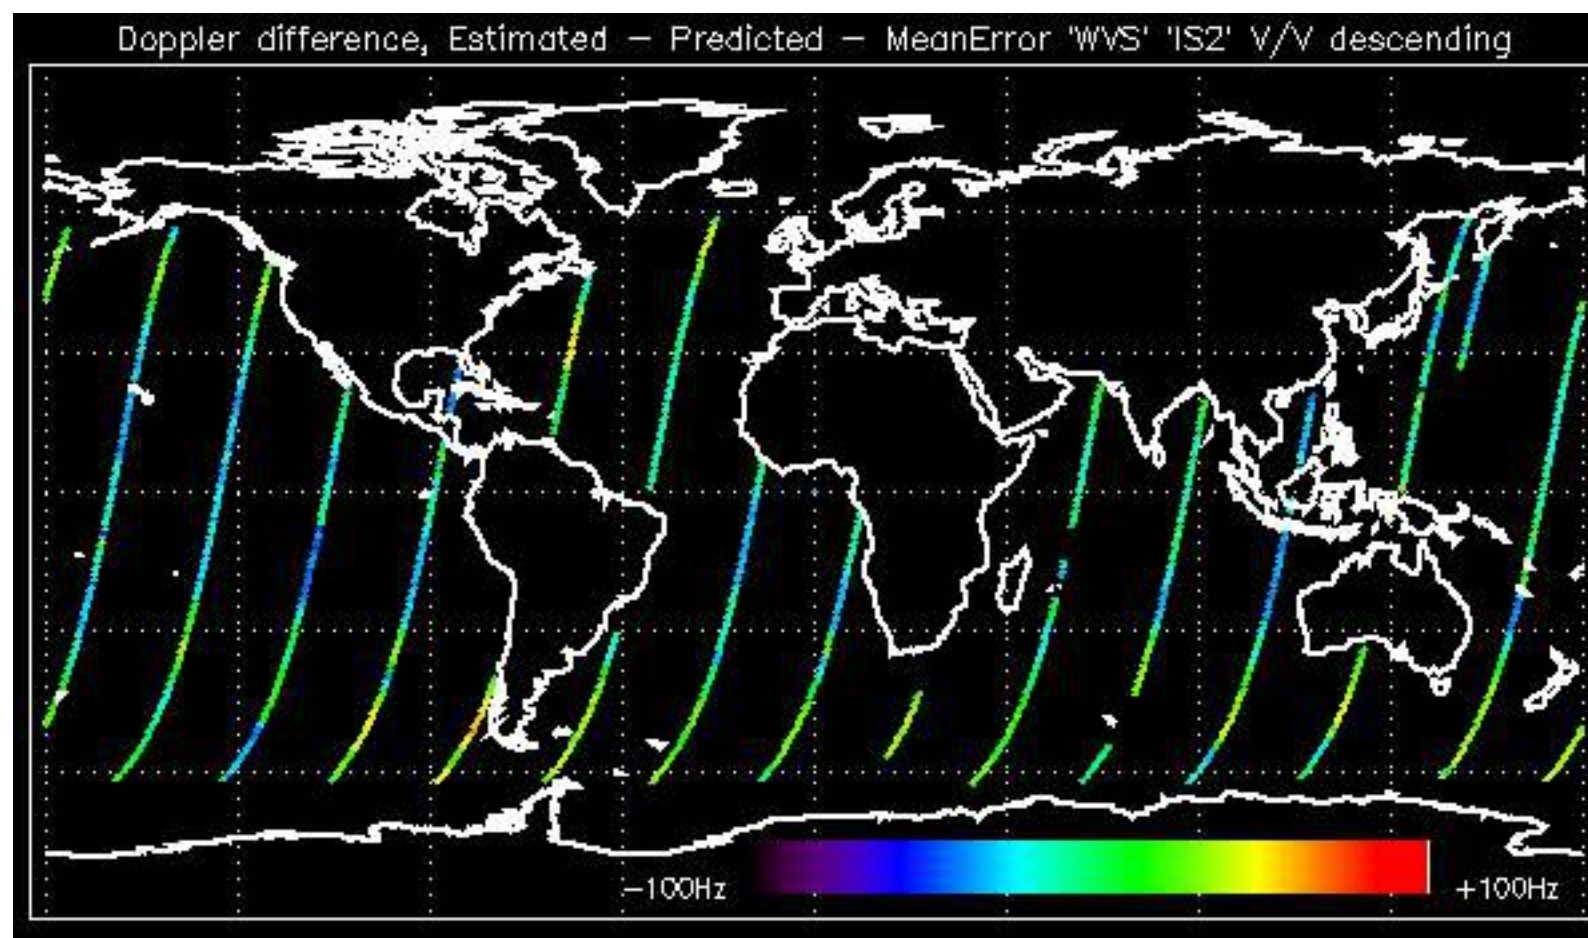 Doppler difference, Estimated – Predicted – MeanError 'WVS' 'IS2' V/V descending
–100Hz +100Hz